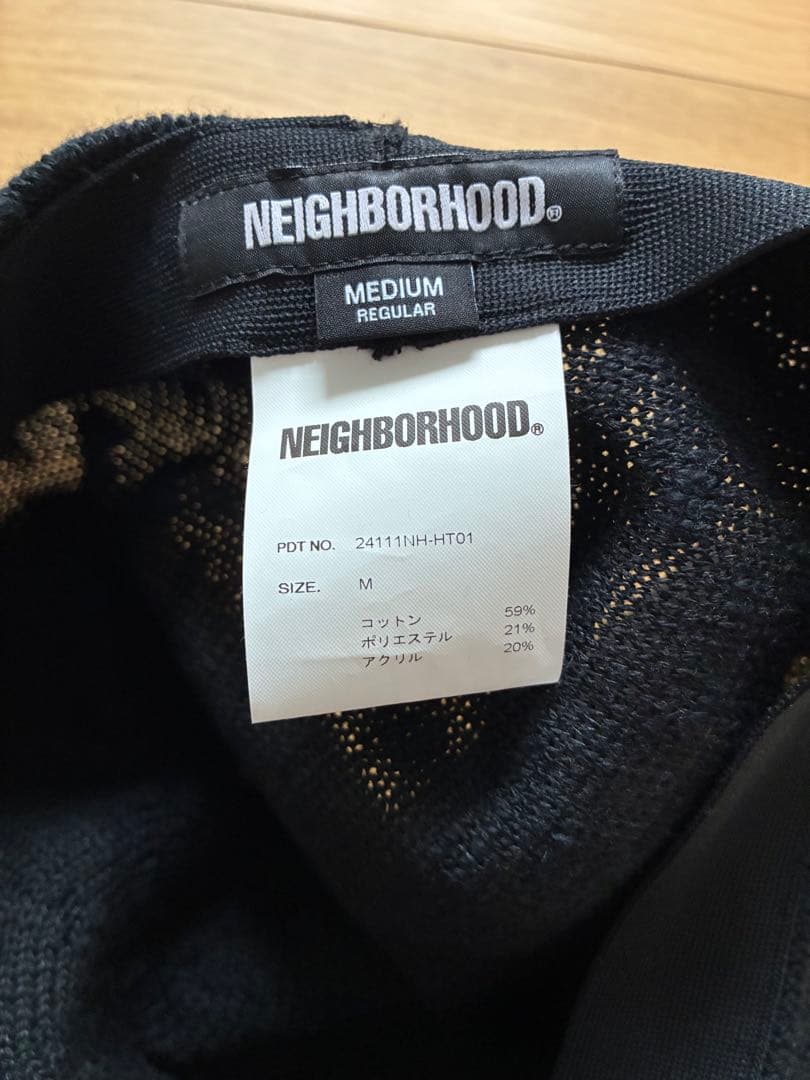 NEIGHBORHOOD®
MEDIUM
REGULAR
NEIGHBORHOOD®
PDT NO. 24111NH-HT01
SIZE. M
コットン 59%
ポリエステル 21%
アクリル 20%